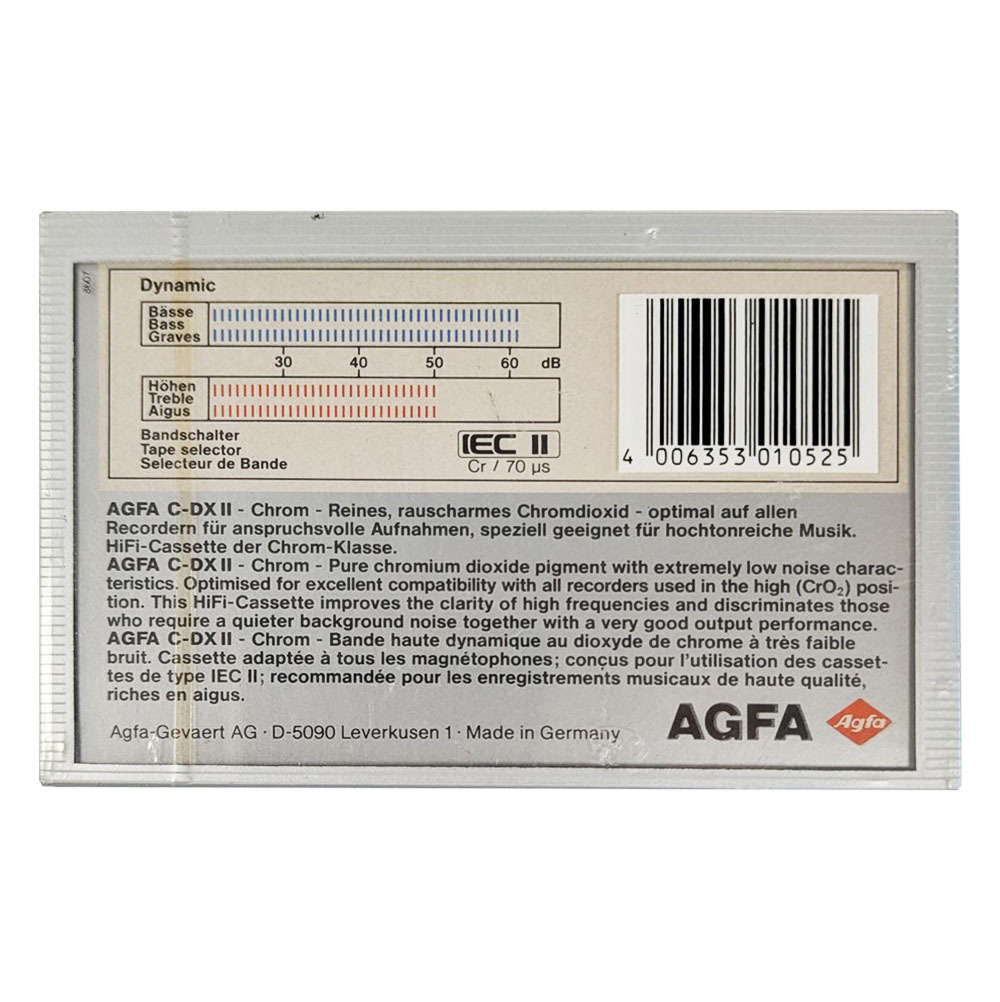 Dynamic
Bässe
Bass
Graves
30 40 50 60 dB
Höhen
Treble
Aigus
Bandschalter
Tape selector
Selecteur de Bande
IEC II
Cr / 70 µs
4 006353 010525
AGFA C-DX II - Chrom - Reines, rauscharmes Chromdioxid - optimal auf allen
Recordern für anspruchsvolle Aufnahmen, speziell geeignet für hochtonreiche Musik.
HiFi-Cassette der Chrom-Klasse.
AGFA C-DX II - Chrom - Pure chromium dioxide pigment with extremely low noise charac-
teristics. Optimised for excellent compatibility with all recorders used in the high (CrO₂) posi-
tion. This HiFi-Cassette improves the clarity of high frequencies and discriminates those
who require a quieter background noise together with a very good output performance.
AGFA C-DX II - Chrom - Bande haute dynamique au dioxyde de chrome à très faible
bruit. Cassette adaptée à tous les magnétophones; conçus pour l'utilisation des casset-
tes de type IEC II; recommandée pour les enregistrements musicaux de haute qualité,
riches en aigus.
Agfa-Gevaert AG · D-5090 Leverkusen 1 · Made in Germany
AGFA
Agfa